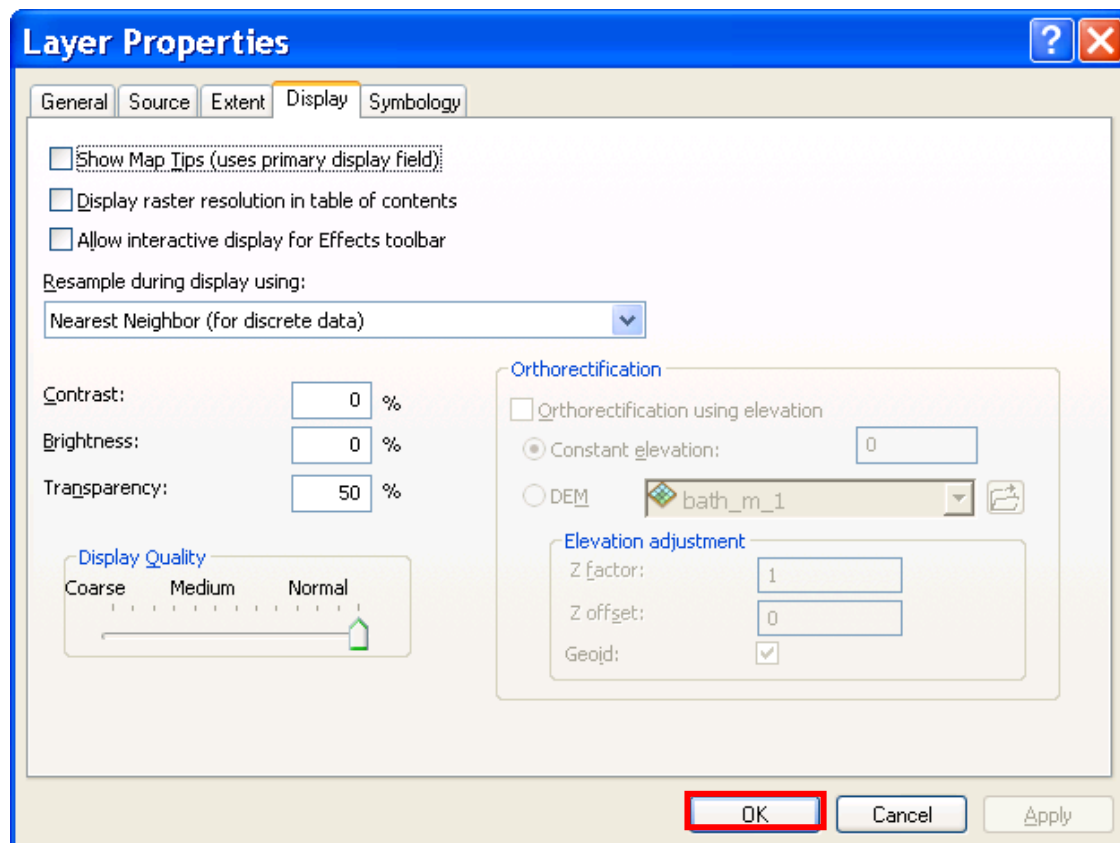 Layer Properties
General Source Extent Display Symbology
Show Map Tips (uses primary display field)
Display raster resolution in table of contents
Allow interactive display for Effects toolbar
Resample during display using:
Nearest Neighbor (for discrete data)
Contrast: 0 %
Brightness: 0 %
Transparency: 50 %
Display Quality
Coarse Medium Normal
Orthorectification
Orthorectification using elevation
Constant elevation: 0
DEM bath_m_1
Elevation adjustment
Z factor: 1
Z offset: 0
Geoid:
OK Cancel Apply